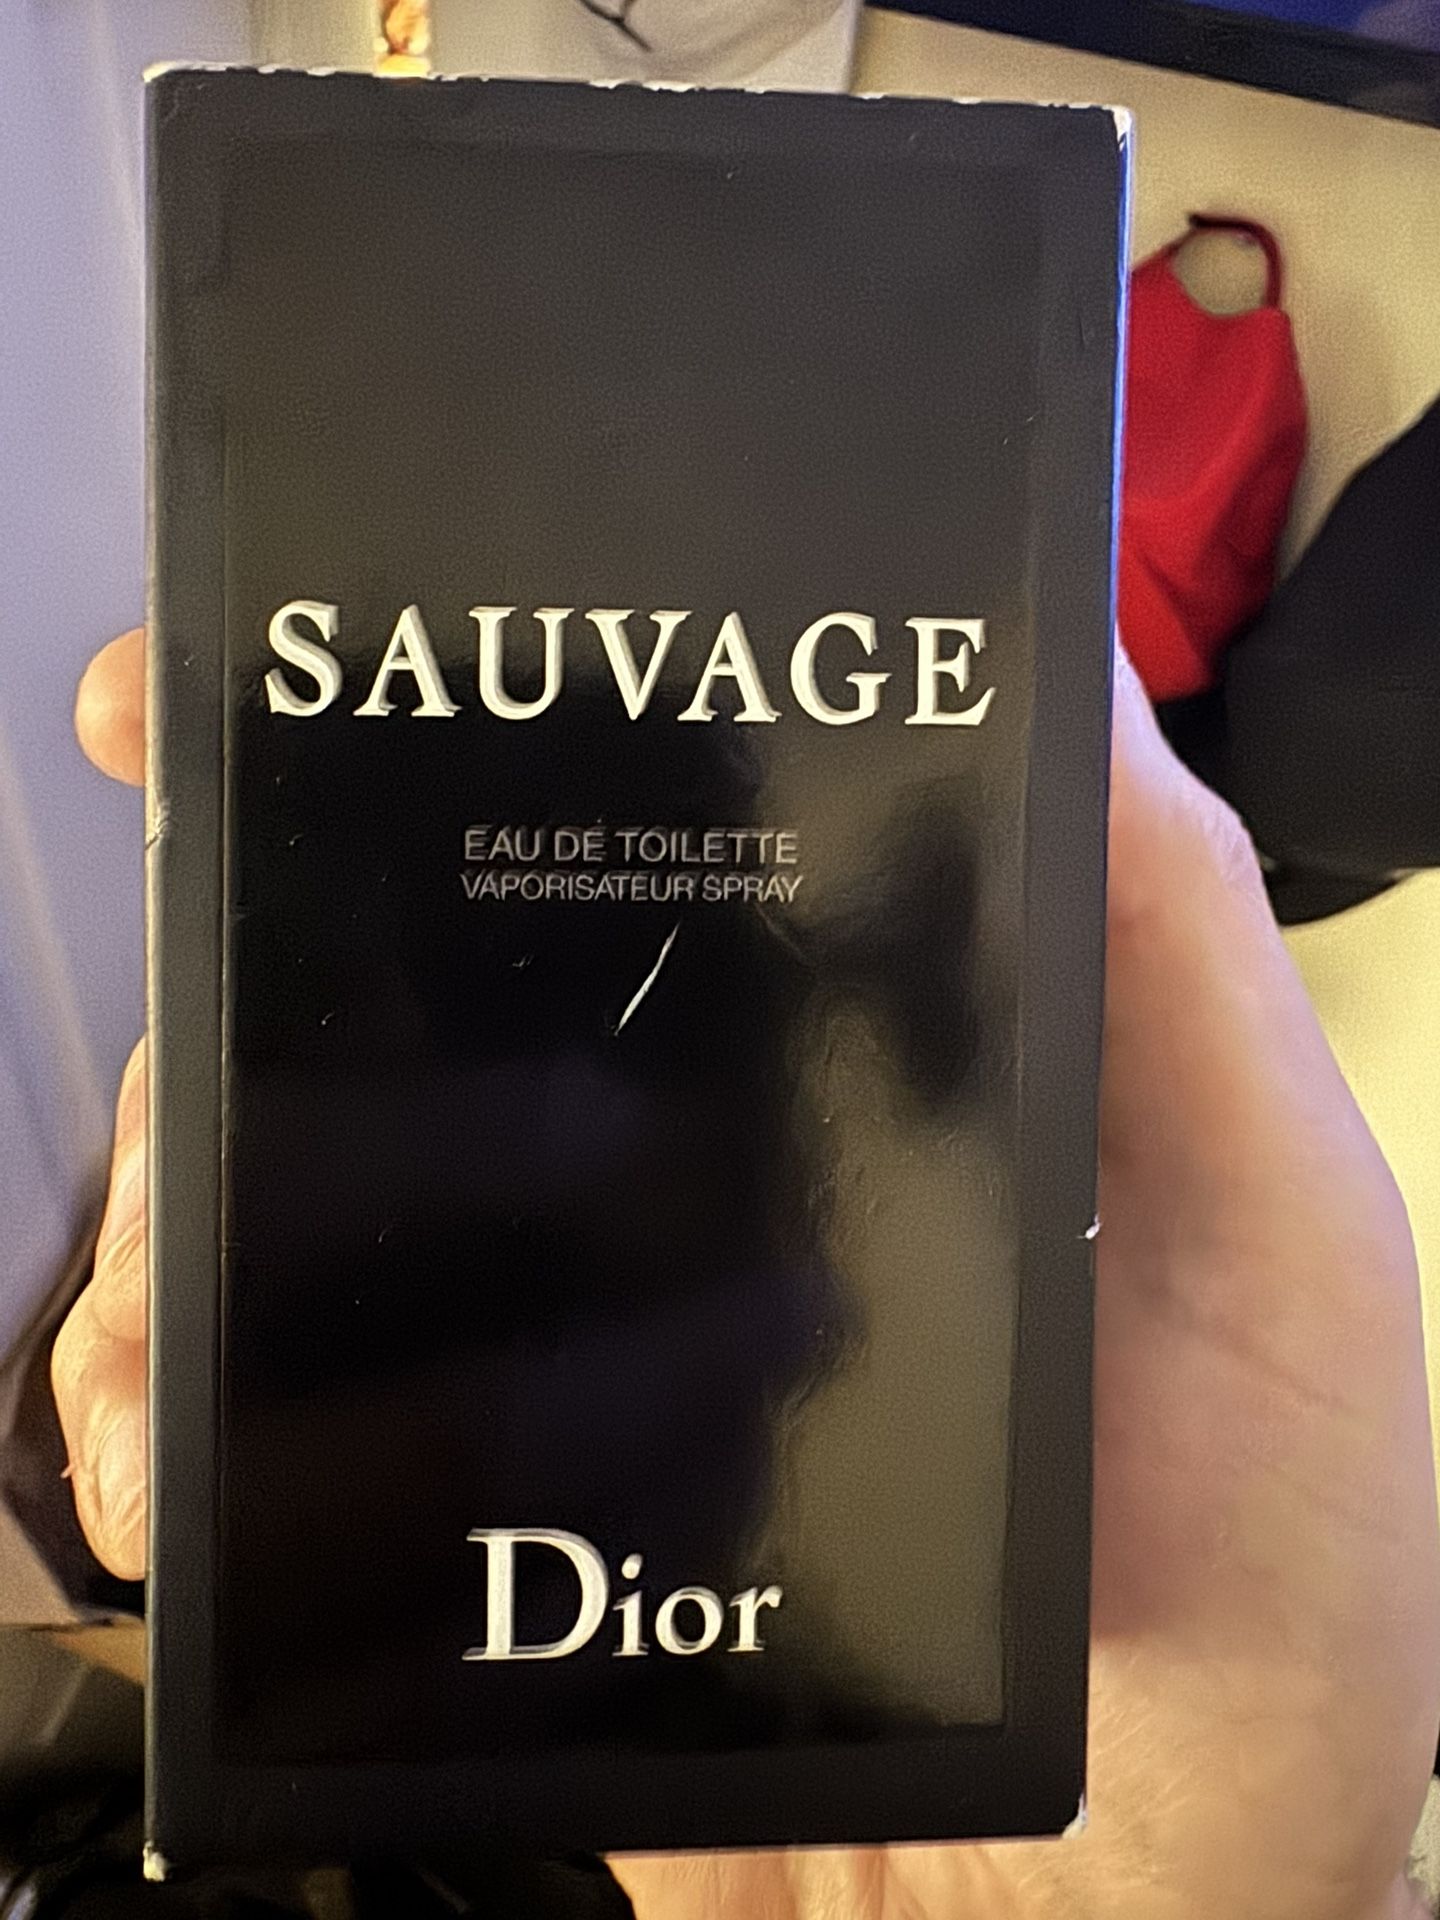 SAUVAGE
EAU DE TOILETTE
VAPORISATEUR SPRAY
Dior